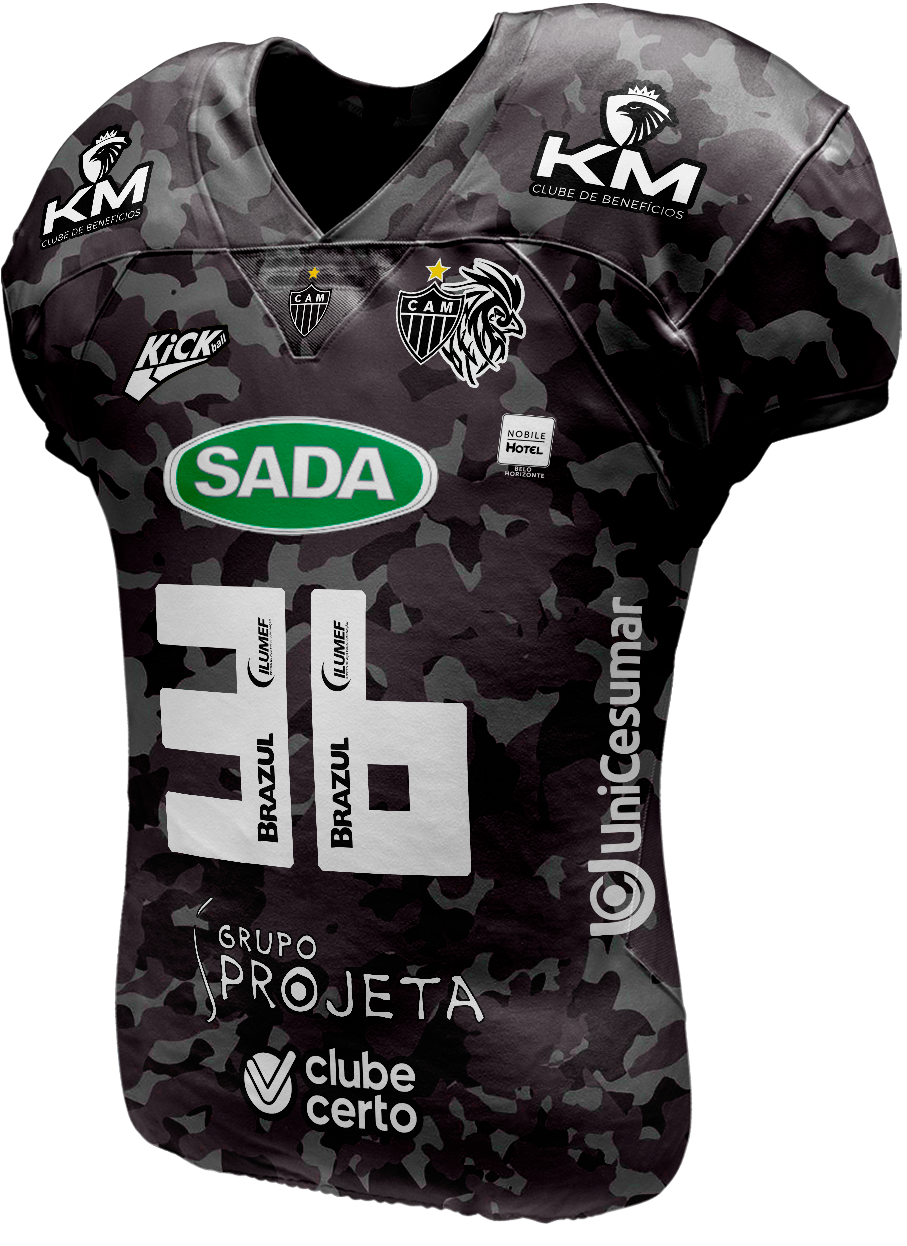 KM
CLUBE DE BENEFÍCIOS
KM
CLUBE DE BENEFÍCIOS
CAM
CAM
KiCK
ball
SADA
NOBILE
HOTEL
BELO
HORIZONTE
36
ILUMEF
BRAZUL
ILUMEF
BRAZUL
UniCesumar
GRUPO
PROJETA
clube
certo